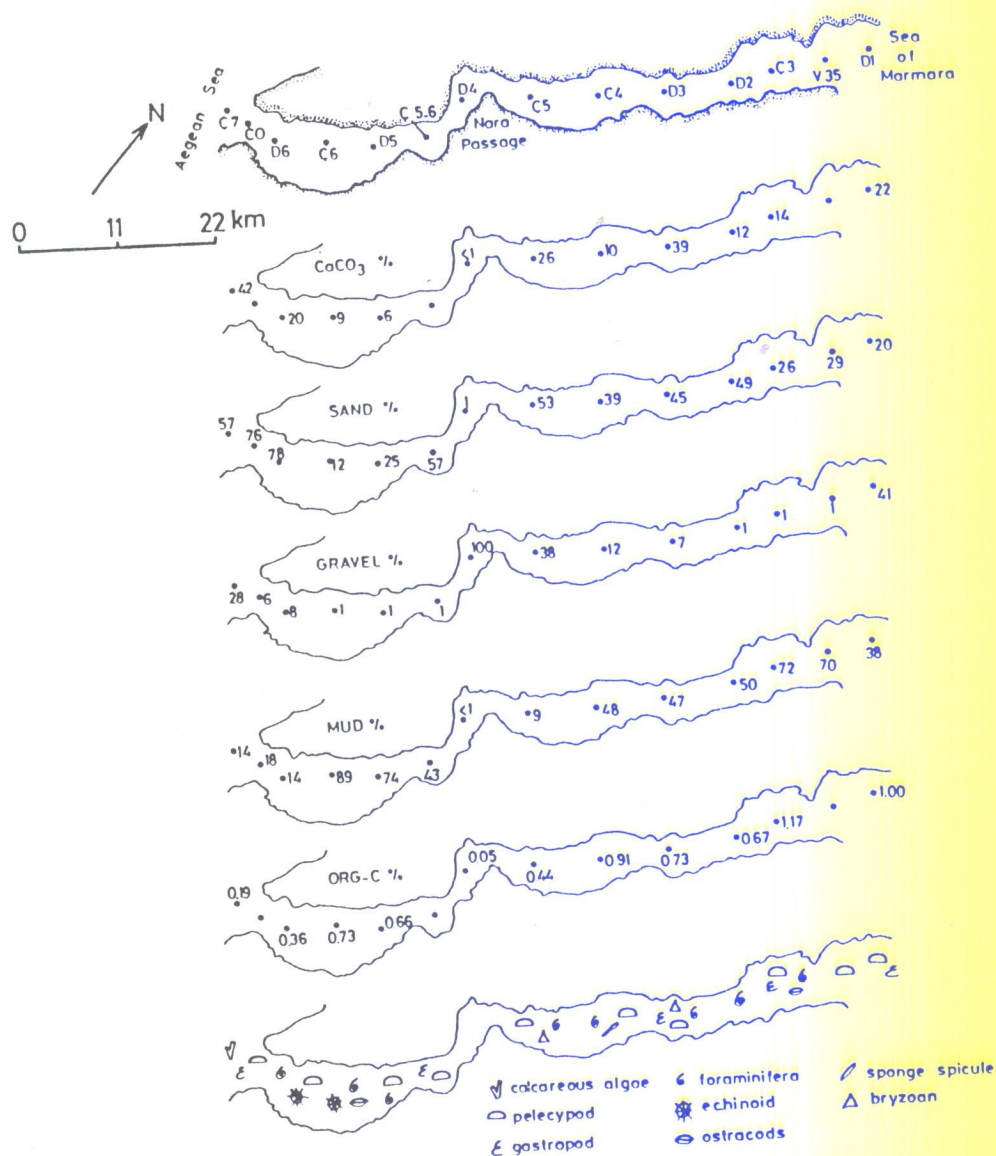 Sea of Marmara
D1
V 35
C3
D2
D3
C4
C5
D4
Nara Passage
Ç 5.6
D5
C6
D6
C0
C7
Aegean Sea
N
0 11 22 km
CaCO3 %
42 20 9 6 <1 26 10 39 12 14 22
SAND %
57 76 78 12 25 57 53 39 45 49 26 29 20
GRAVEL %
28 6 8 1 1 1 100 38 12 7 1 1 1 41
MUD %
14 18 14 89 74 43 <1 9 48 47 50 72 70 38
ORG-C %
0.19 0.36 0.73 0.66 0.05 0.44 0.91 0.73 0.67 1.17 1.00
calcareous algae
foraminifera
sponge spicule
pelecypod
echinoid
bryzoan
gastropod
ostracods